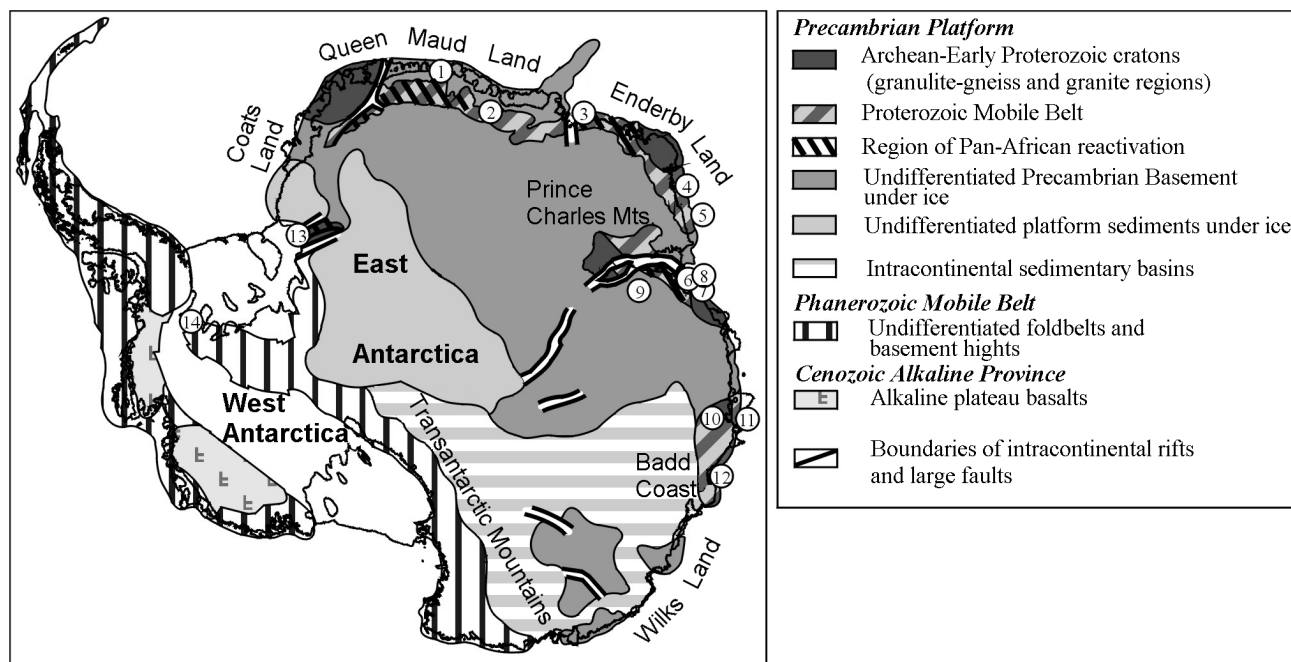 Queen Maud Land
1
2
3
Enderby Land
Coats
Land
4
5
Prince
Charles Mts.
13
East
6
8
7
9
14
Antarctica
West
Antarctica
Transantarctic Mountains
10
11
Badd
Coast
12
Wilks Land
E
E
E
E
E
E
Precambrian Platform
Archean-Early Proterozoic cratons
(granulite-gneiss and granite regions)
Proterozoic Mobile Belt
Region of Pan-African reactivation
Undifferentiated Precambrian Basement
under ice
Undifferentiated platform sediments under ice
Intracontinental sedimentary basins
Phanerozoic Mobile Belt
Undifferentiated foldbelts and
basement hights
Cenozoic Alkaline Province
E
Alkaline plateau basalts
Boundaries of intracontinental rifts
and large faults